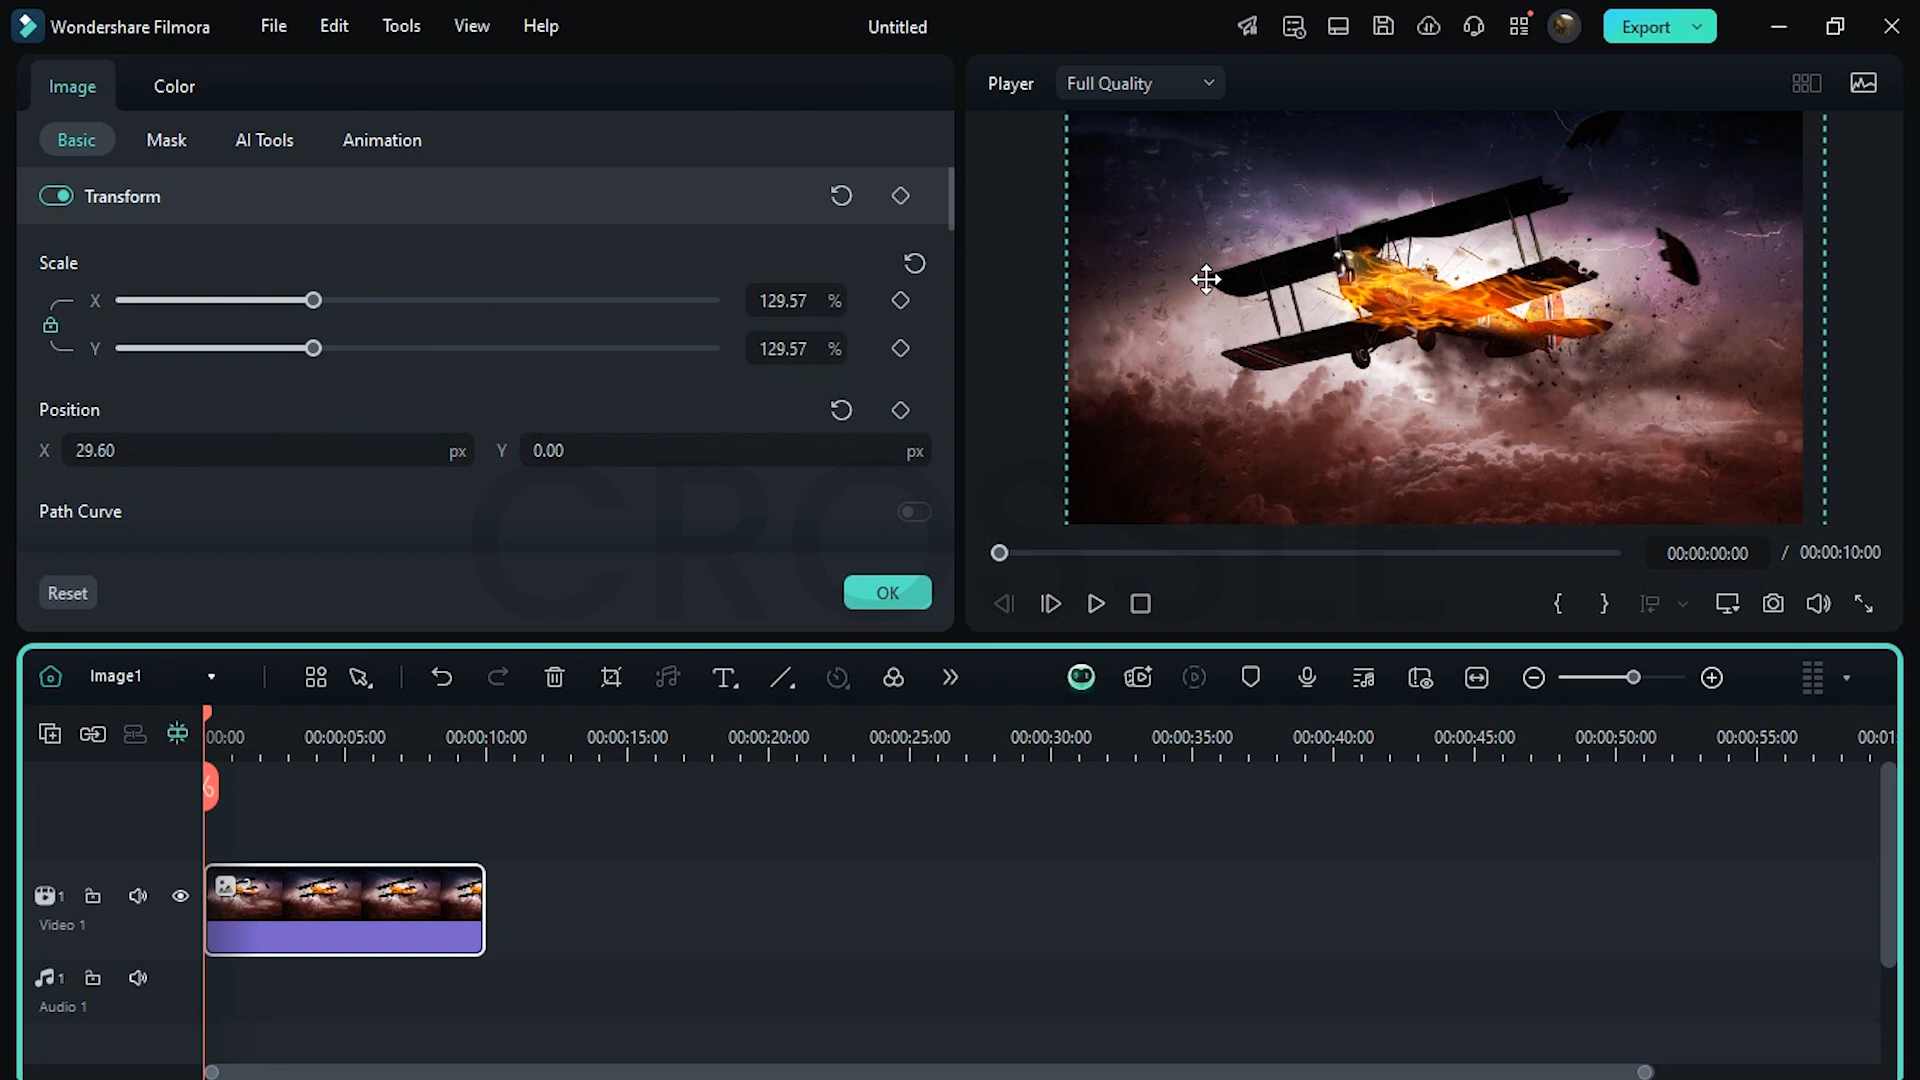 Wondershare Filmora File Edit Tools View Help Untitled Export
Image Color
Player Full Quality
Basic Mask AI Tools Animation
Transform
Scale
X 129.57 %
Y 129.57 %
Position
X 29.60 px Y 0.00 px
Path Curve
Reset OK
00:00:00:00 / 00:00:10:00
{ }
Image1
00:00 00:00:05:00 00:00:10:00 00:00:15:00 00:00:20:00 00:00:25:00 00:00:30:00 00:00:35:00 00:00:40:00 00:00:45:00 00:00:50:00 00:00:55:00 00:01:
1
Video 1
1
Audio 1